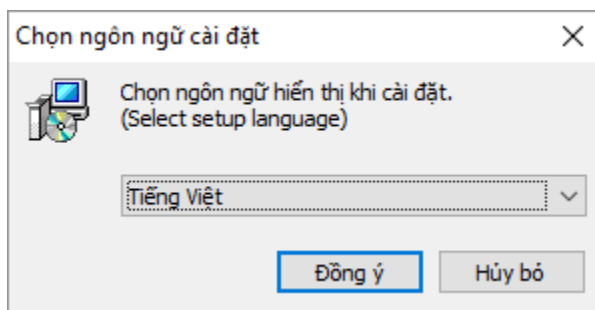 Chọn ngôn ngữ cài đặt
Chọn ngôn ngữ hiển thị khi cài đặt.
(Select setup language)
Tiếng Việt
Đồng ý
Hủy bỏ